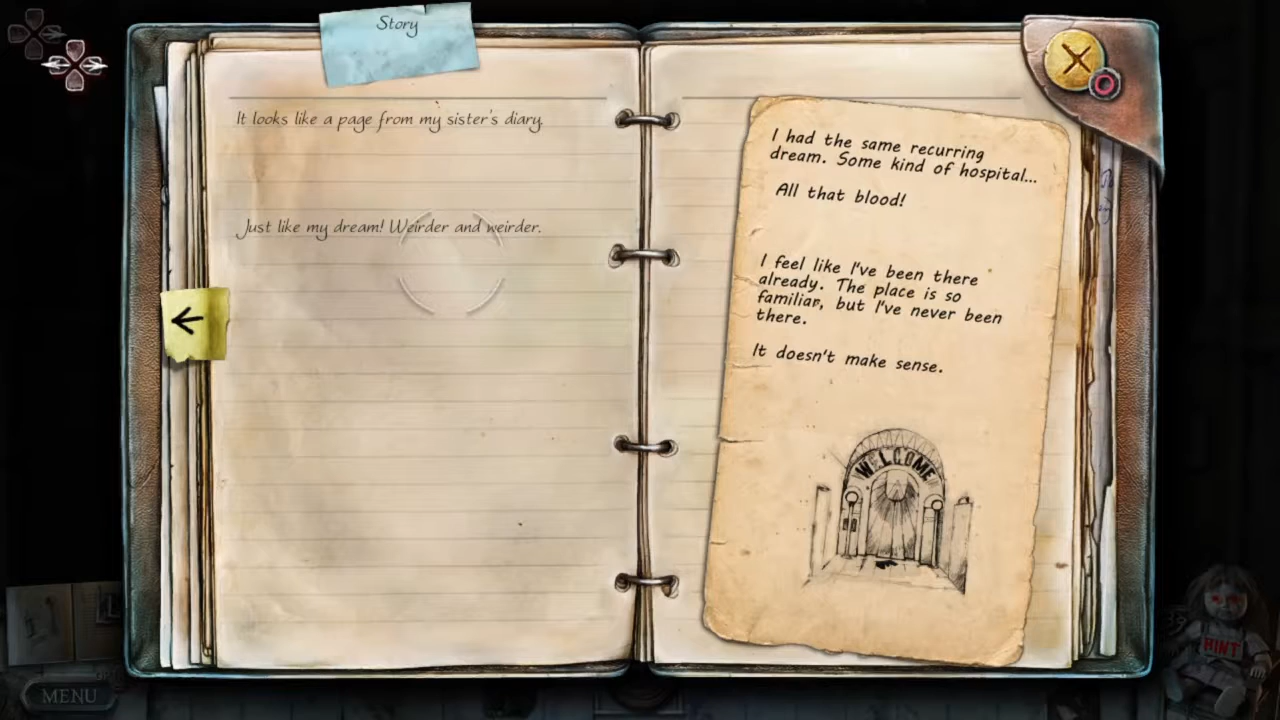 Story
It looks like a page from my sister's diary.
Just like my dream! Weirder and weirder.
I had the same recurring
dream. Some kind of hospital...
All that blood!
I feel like I've been there
already. The place is so
familiar, but I've never been
there.
It doesn't make sense.
WELCOME
HINT
MENU